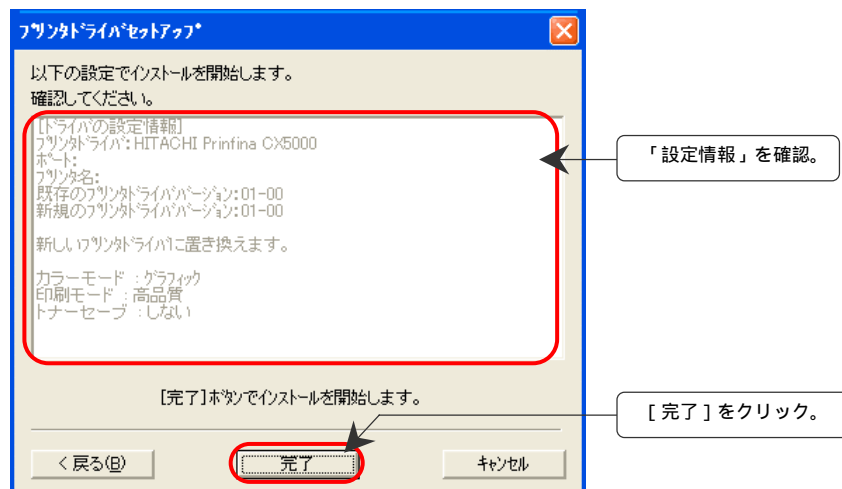 プリンタドライバセットアップ
以下の設定でインストールを開始します。
確認してください。
[ドライバの設定情報]
プリンタドライバ: HITACHI Prinfina CX5000
ポート:
プリンタ名:
既存のプリンタドライババージョン:01-00
新規のプリンタドライババージョン:01-00
新しいプリンタドライバに置き換えます。
カラーモード :グラフィック
印刷モード :高品質
トナーセーブ :しない
「設定情報」を確認。
[完了]ボタンでインストールを開始します。
[完了]をクリック。
<戻る(B)
完了
キャンセル